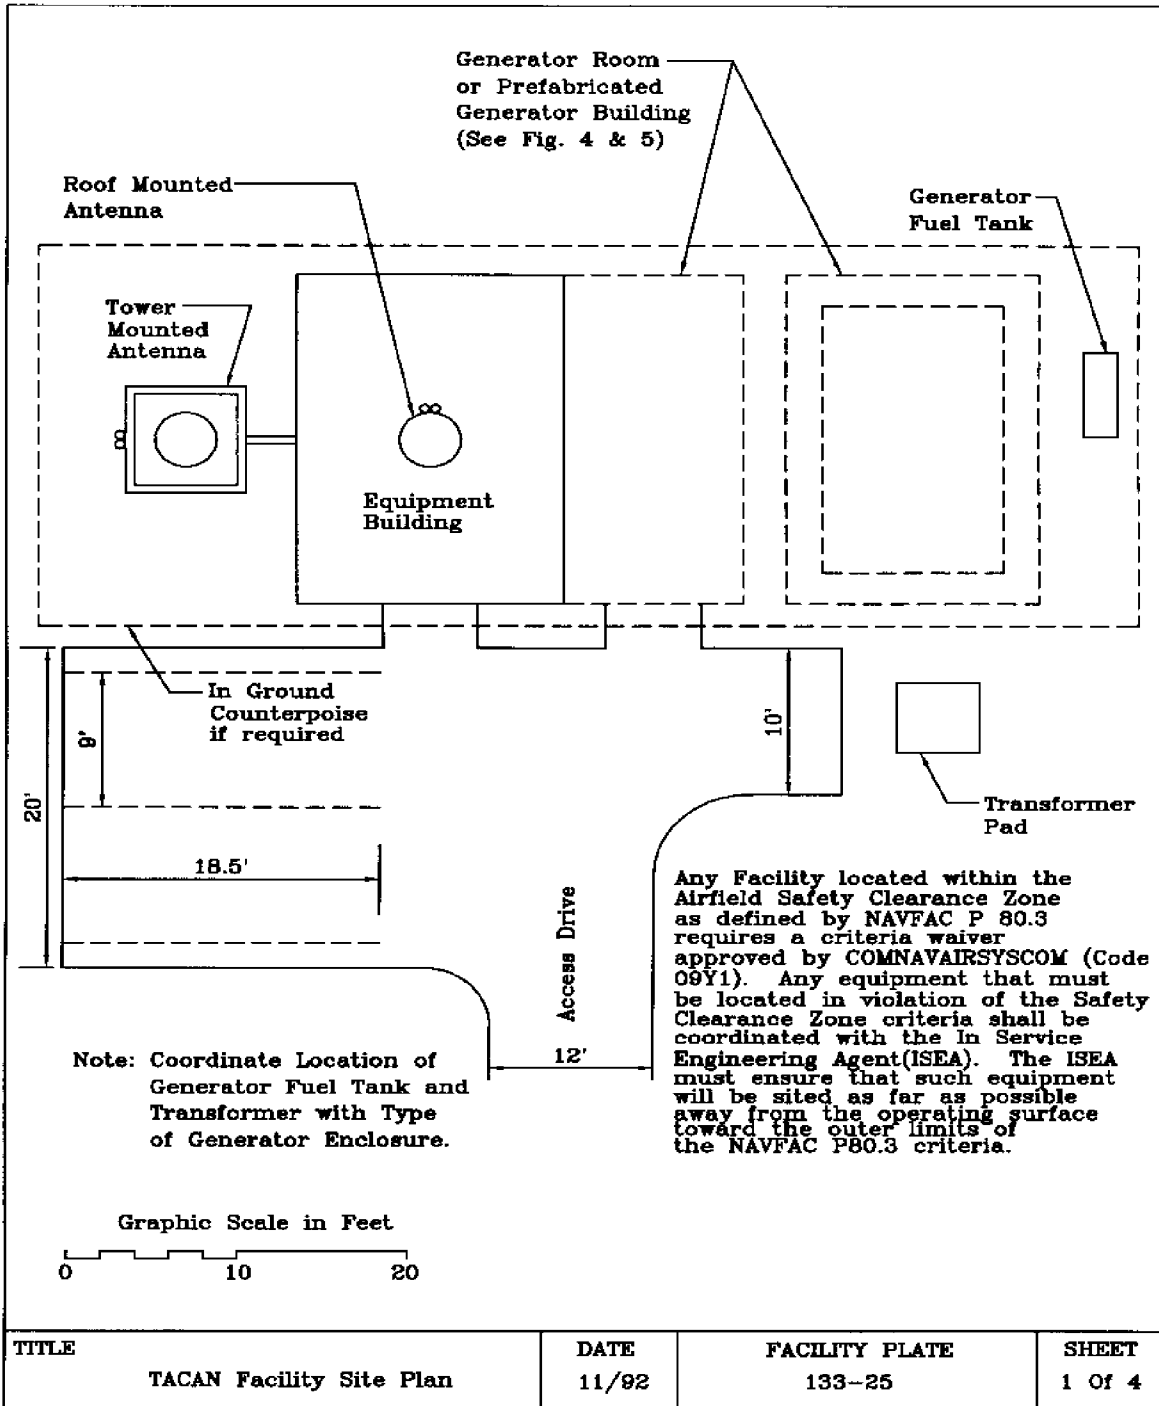 Generator Room
or Prefabricated
Generator Building
(See Fig. 4 & 5)
Roof Mounted
Antenna
Generator
Fuel Tank
Tower
Mounted
Antenna
Equipment
Building
In Ground
Counterpoise
if required
9'
20'
18.5'
10'
Transformer
Pad
Access Drive
12'
Any Facility located within the
Airfield Safety Clearance Zone
as defined by NAVFAC P 80.3
requires a criteria waiver
approved by COMNAVAIRSYSCOM (Code
09Y1). Any equipment that must
be located in violation of the Safety
Clearance Zone criteria shall be
coordinated with the In Service
Engineering Agent(ISEA). The ISEA
must ensure that such equipment
will be sited as far as possible
away from the operating surface
toward the outer limits of
the NAVFAC P80.3 criteria.
Note: Coordinate Location of
Generator Fuel Tank and
Transformer with Type
of Generator Enclosure.
Graphic Scale in Feet
0 10 20
TITLE
TACAN Facility Site Plan
DATE
11/92
FACILITY PLATE
133-25
SHEET
1 Of 4